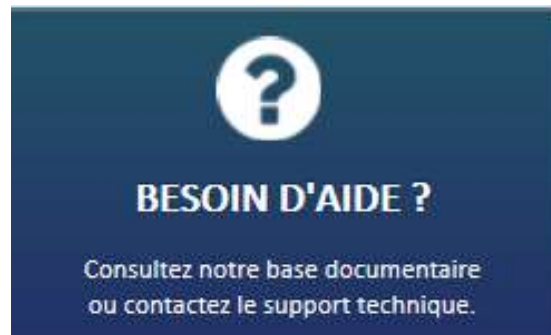 ?
BESOIN D'AIDE ?
Consultez notre base documentaire
ou contactez le support technique.